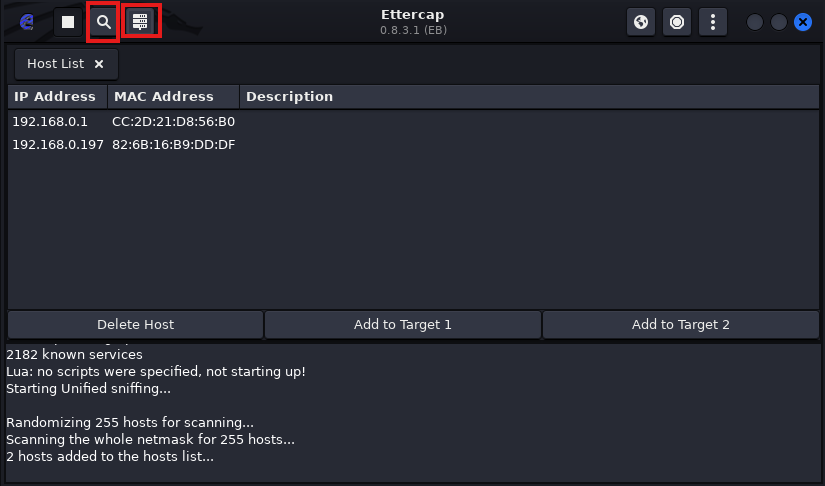 Ettercap
0.8.3.1 (EB)
Host List
IP Address MAC Address Description
192.168.0.1 CC:2D:21:D8:56:B0
192.168.0.197 82:6B:16:B9:DD:DF
Delete Host Add to Target 1 Add to Target 2
2182 known services
Lua: no scripts were specified, not starting up!
Starting Unified sniffing...
Randomizing 255 hosts for scanning...
Scanning the whole netmask for 255 hosts...
2 hosts added to the hosts list...